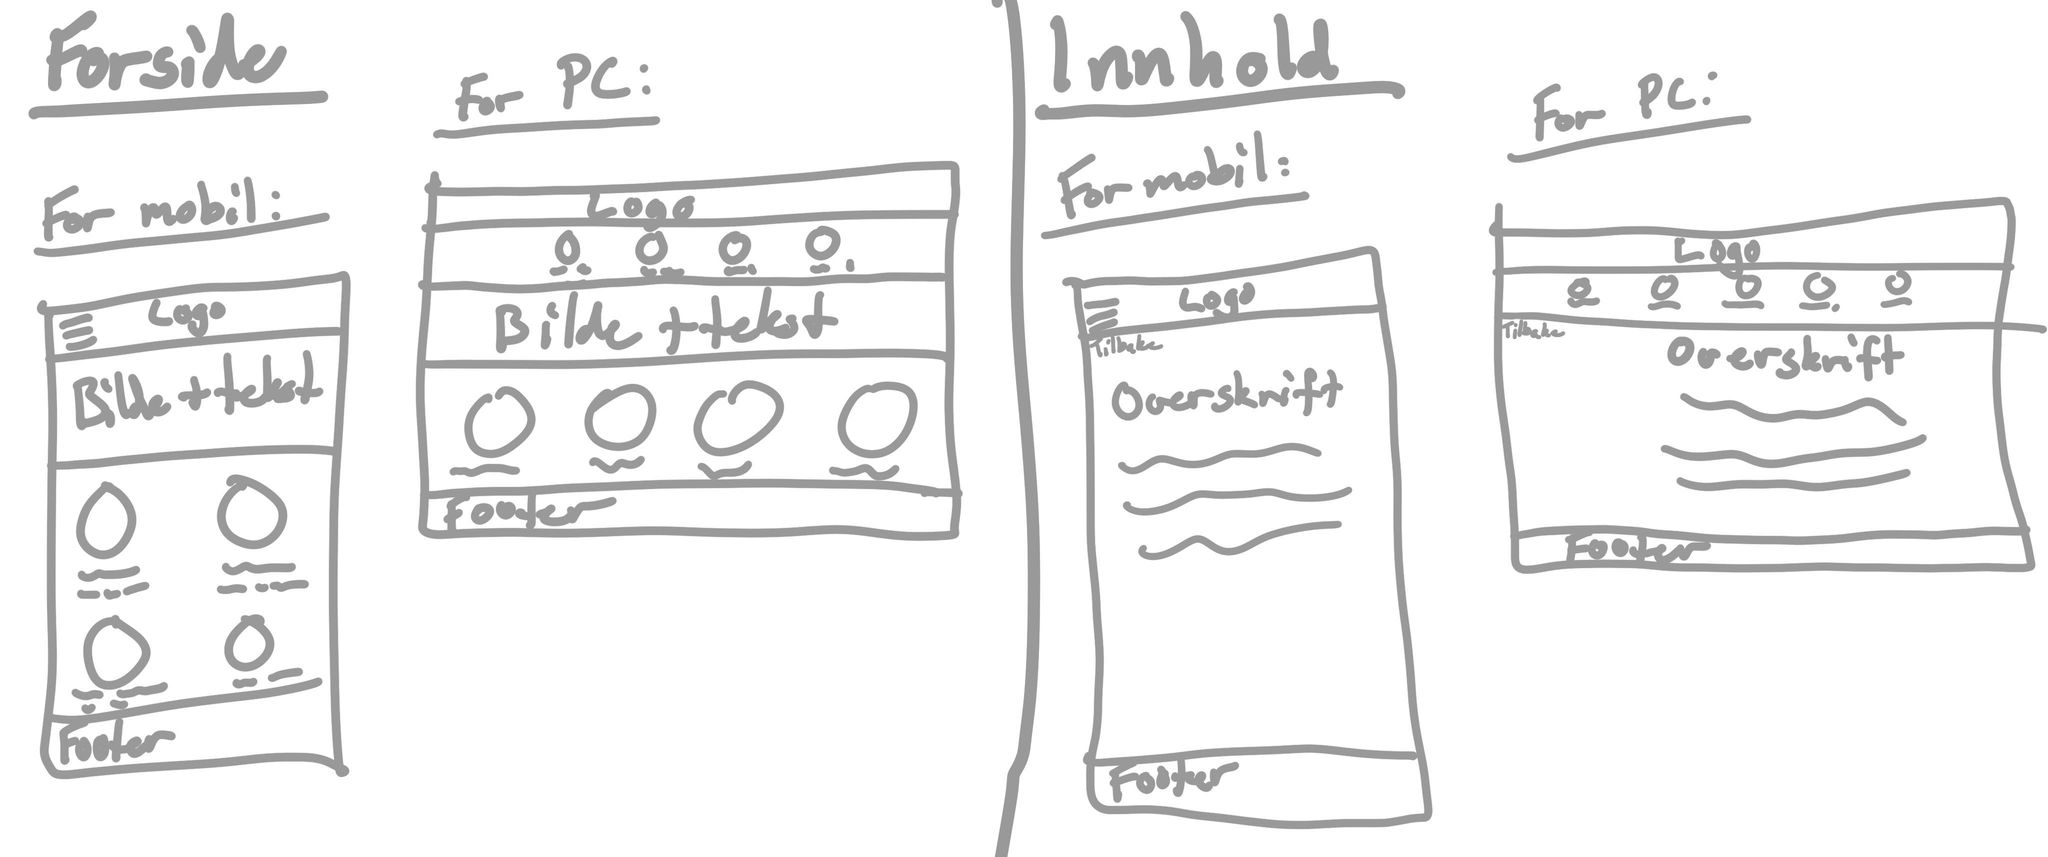 Forside
For mobil:
Logo
Bilde + tekst
Footer
For PC:
Logo
Bilde + tekst
Footer
Innhold
For mobil:
Logo
Tilbake
Overskrift
Footer
For PC:
Logo
Tilbake
Overskrift
Footer